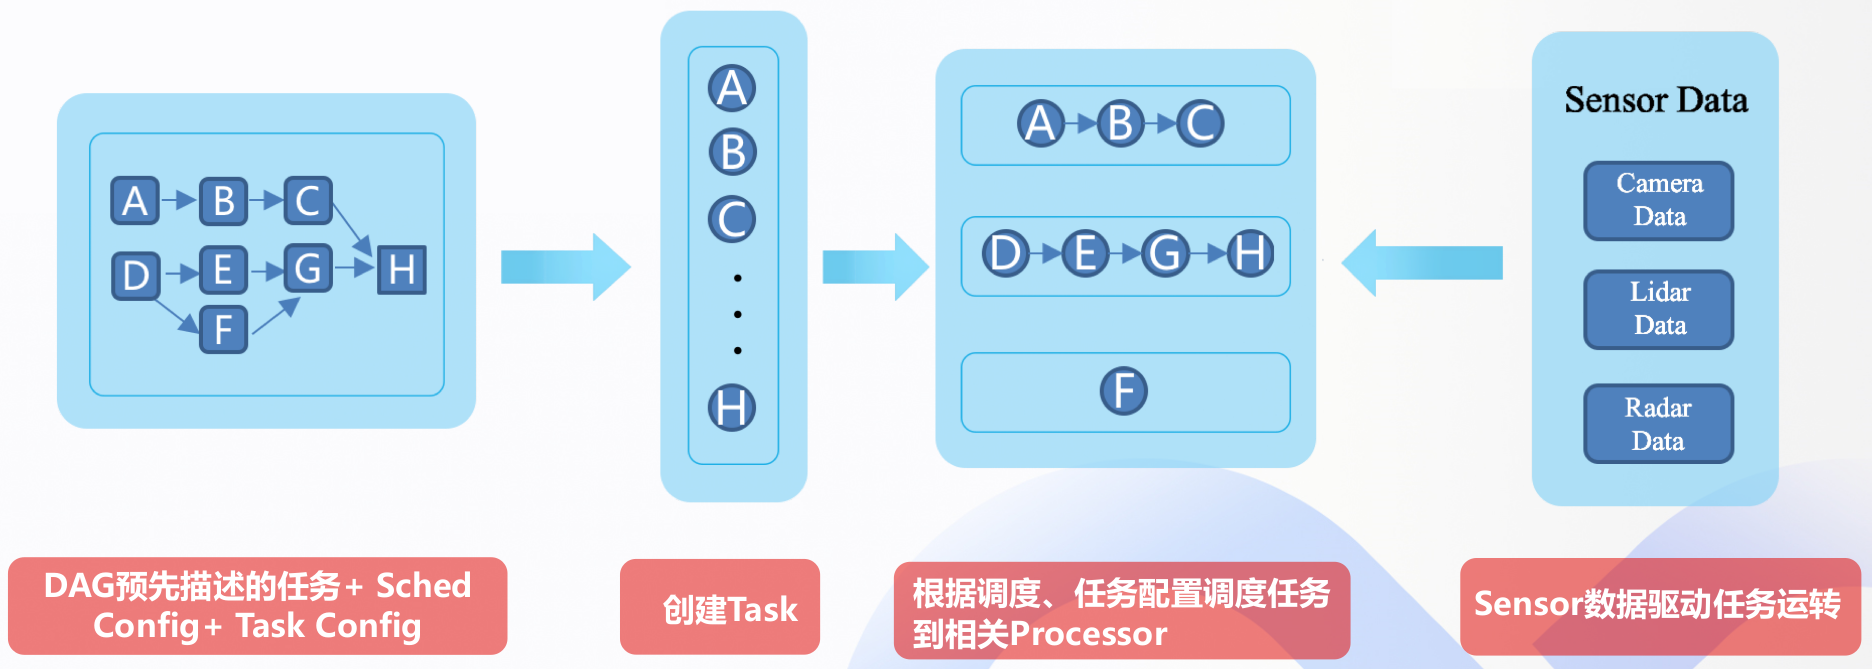 A B C
D E G H
F
A
B
C
H
A B C
D E G H
F
Sensor Data
Camera
Data
Lidar
Data
Radar
Data
DAG预先描述的任务+ Sched
Config+ Task Config
创建Task
根据调度、任务配置调度任务
到相关Processor
Sensor数据驱动任务运转